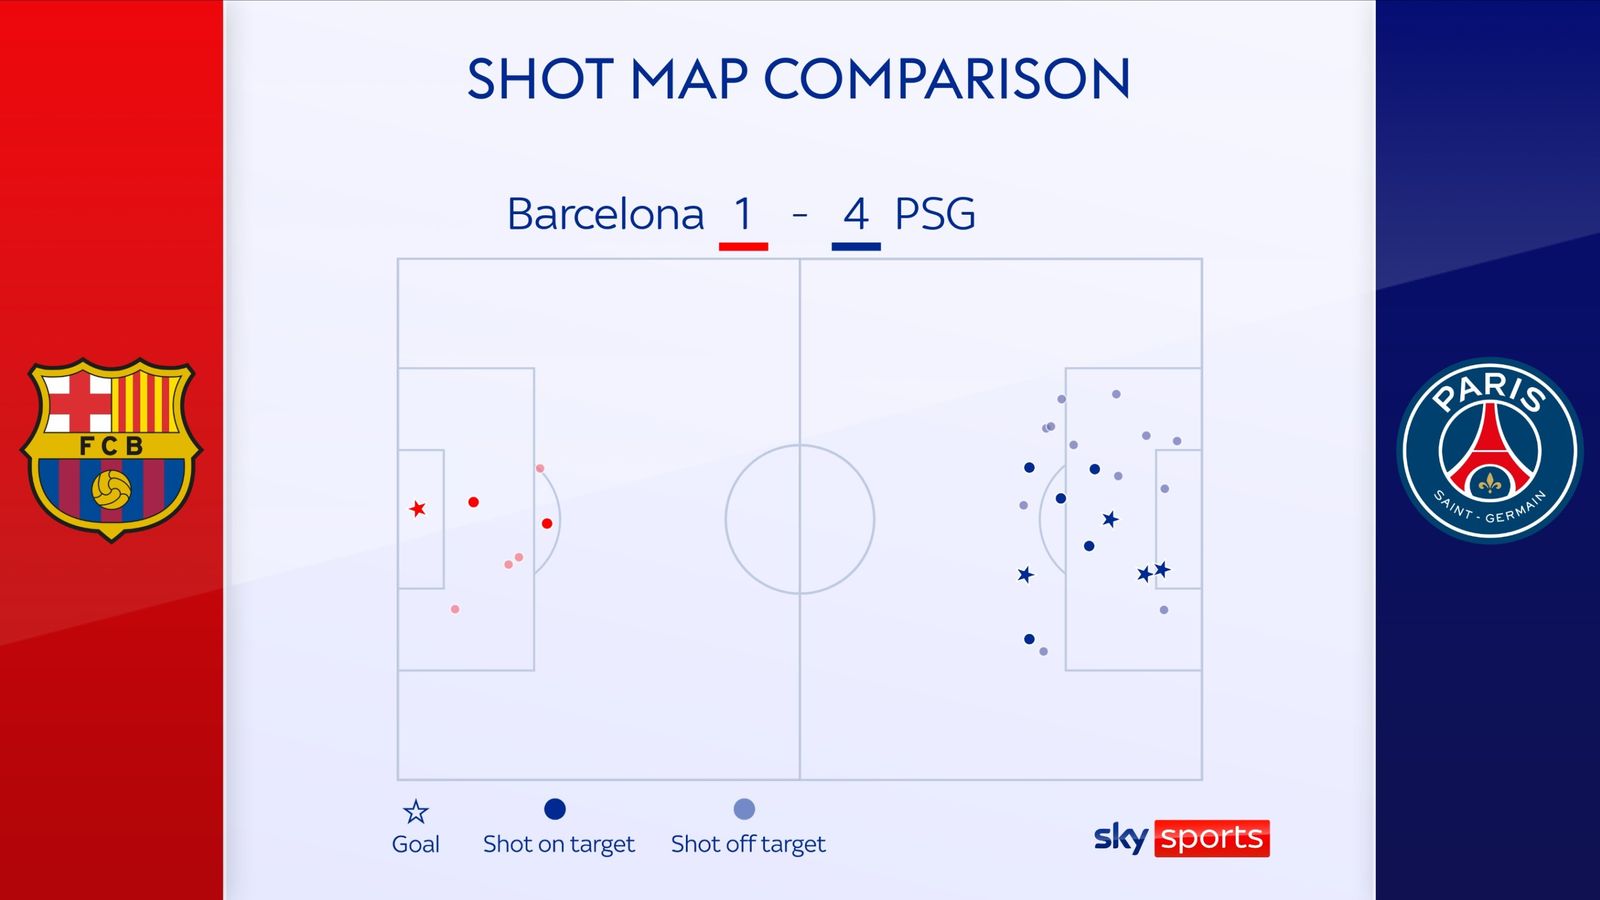 SHOT MAP COMPARISON
Barcelona 1 - 4 PSG
FCB
PARIS
SAINT - GERMAIN
Goal
Shot on target
Shot off target
sky sports